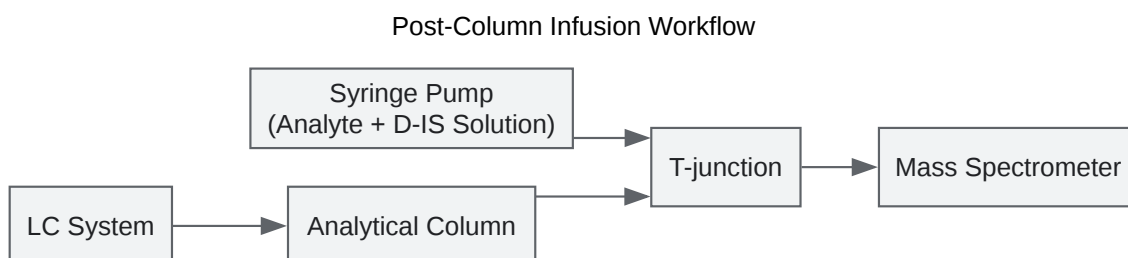 Post-Column Infusion Workflow
Syringe Pump
(Analyte + D-IS Solution)
T-junction
Mass Spectrometer
LC System
Analytical Column